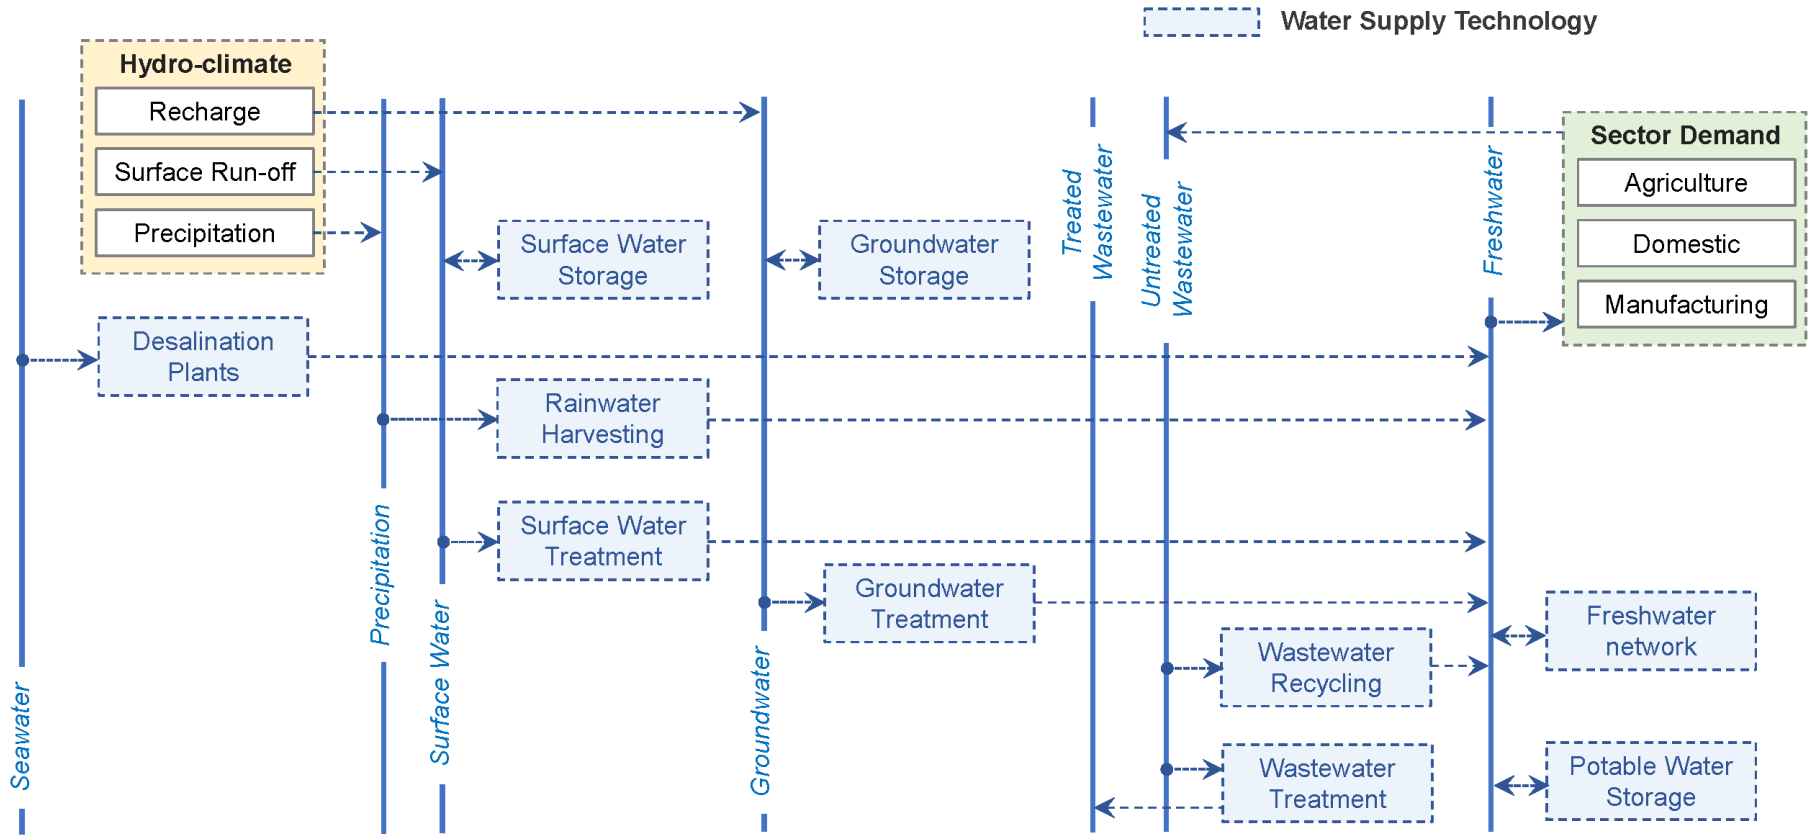 Water Supply Technology
Hydro-climate
Recharge
Surface Run-off
Precipitation
Sector Demand
Agriculture
Domestic
Manufacturing
Surface Water
Storage
Groundwater
Storage
Treated
Wastewater
Untreated
Wastewater
Freshwater
Desalination
Plants
Rainwater
Harvesting
Surface Water
Treatment
Groundwater
Treatment
Freshwater
network
Wastewater
Recycling
Wastewater
Treatment
Potable Water
Storage
Seawater
Precipitation
Surface Water
Groundwater